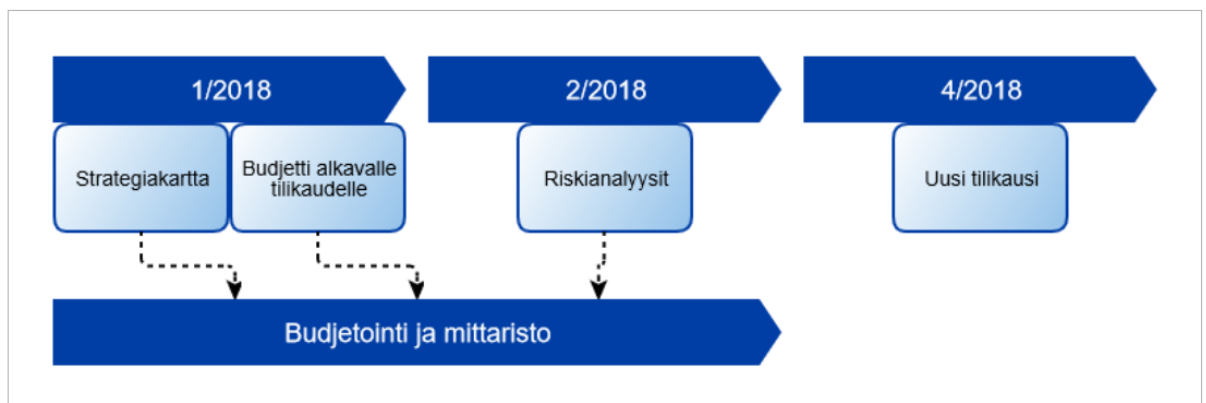 1/2018
2/2018
4/2018
Strategiakartta
Budjetti alkavalle
tilikaudelle
Riskianalyysit
Uusi tilikausi
Budjetointi ja mittaristo